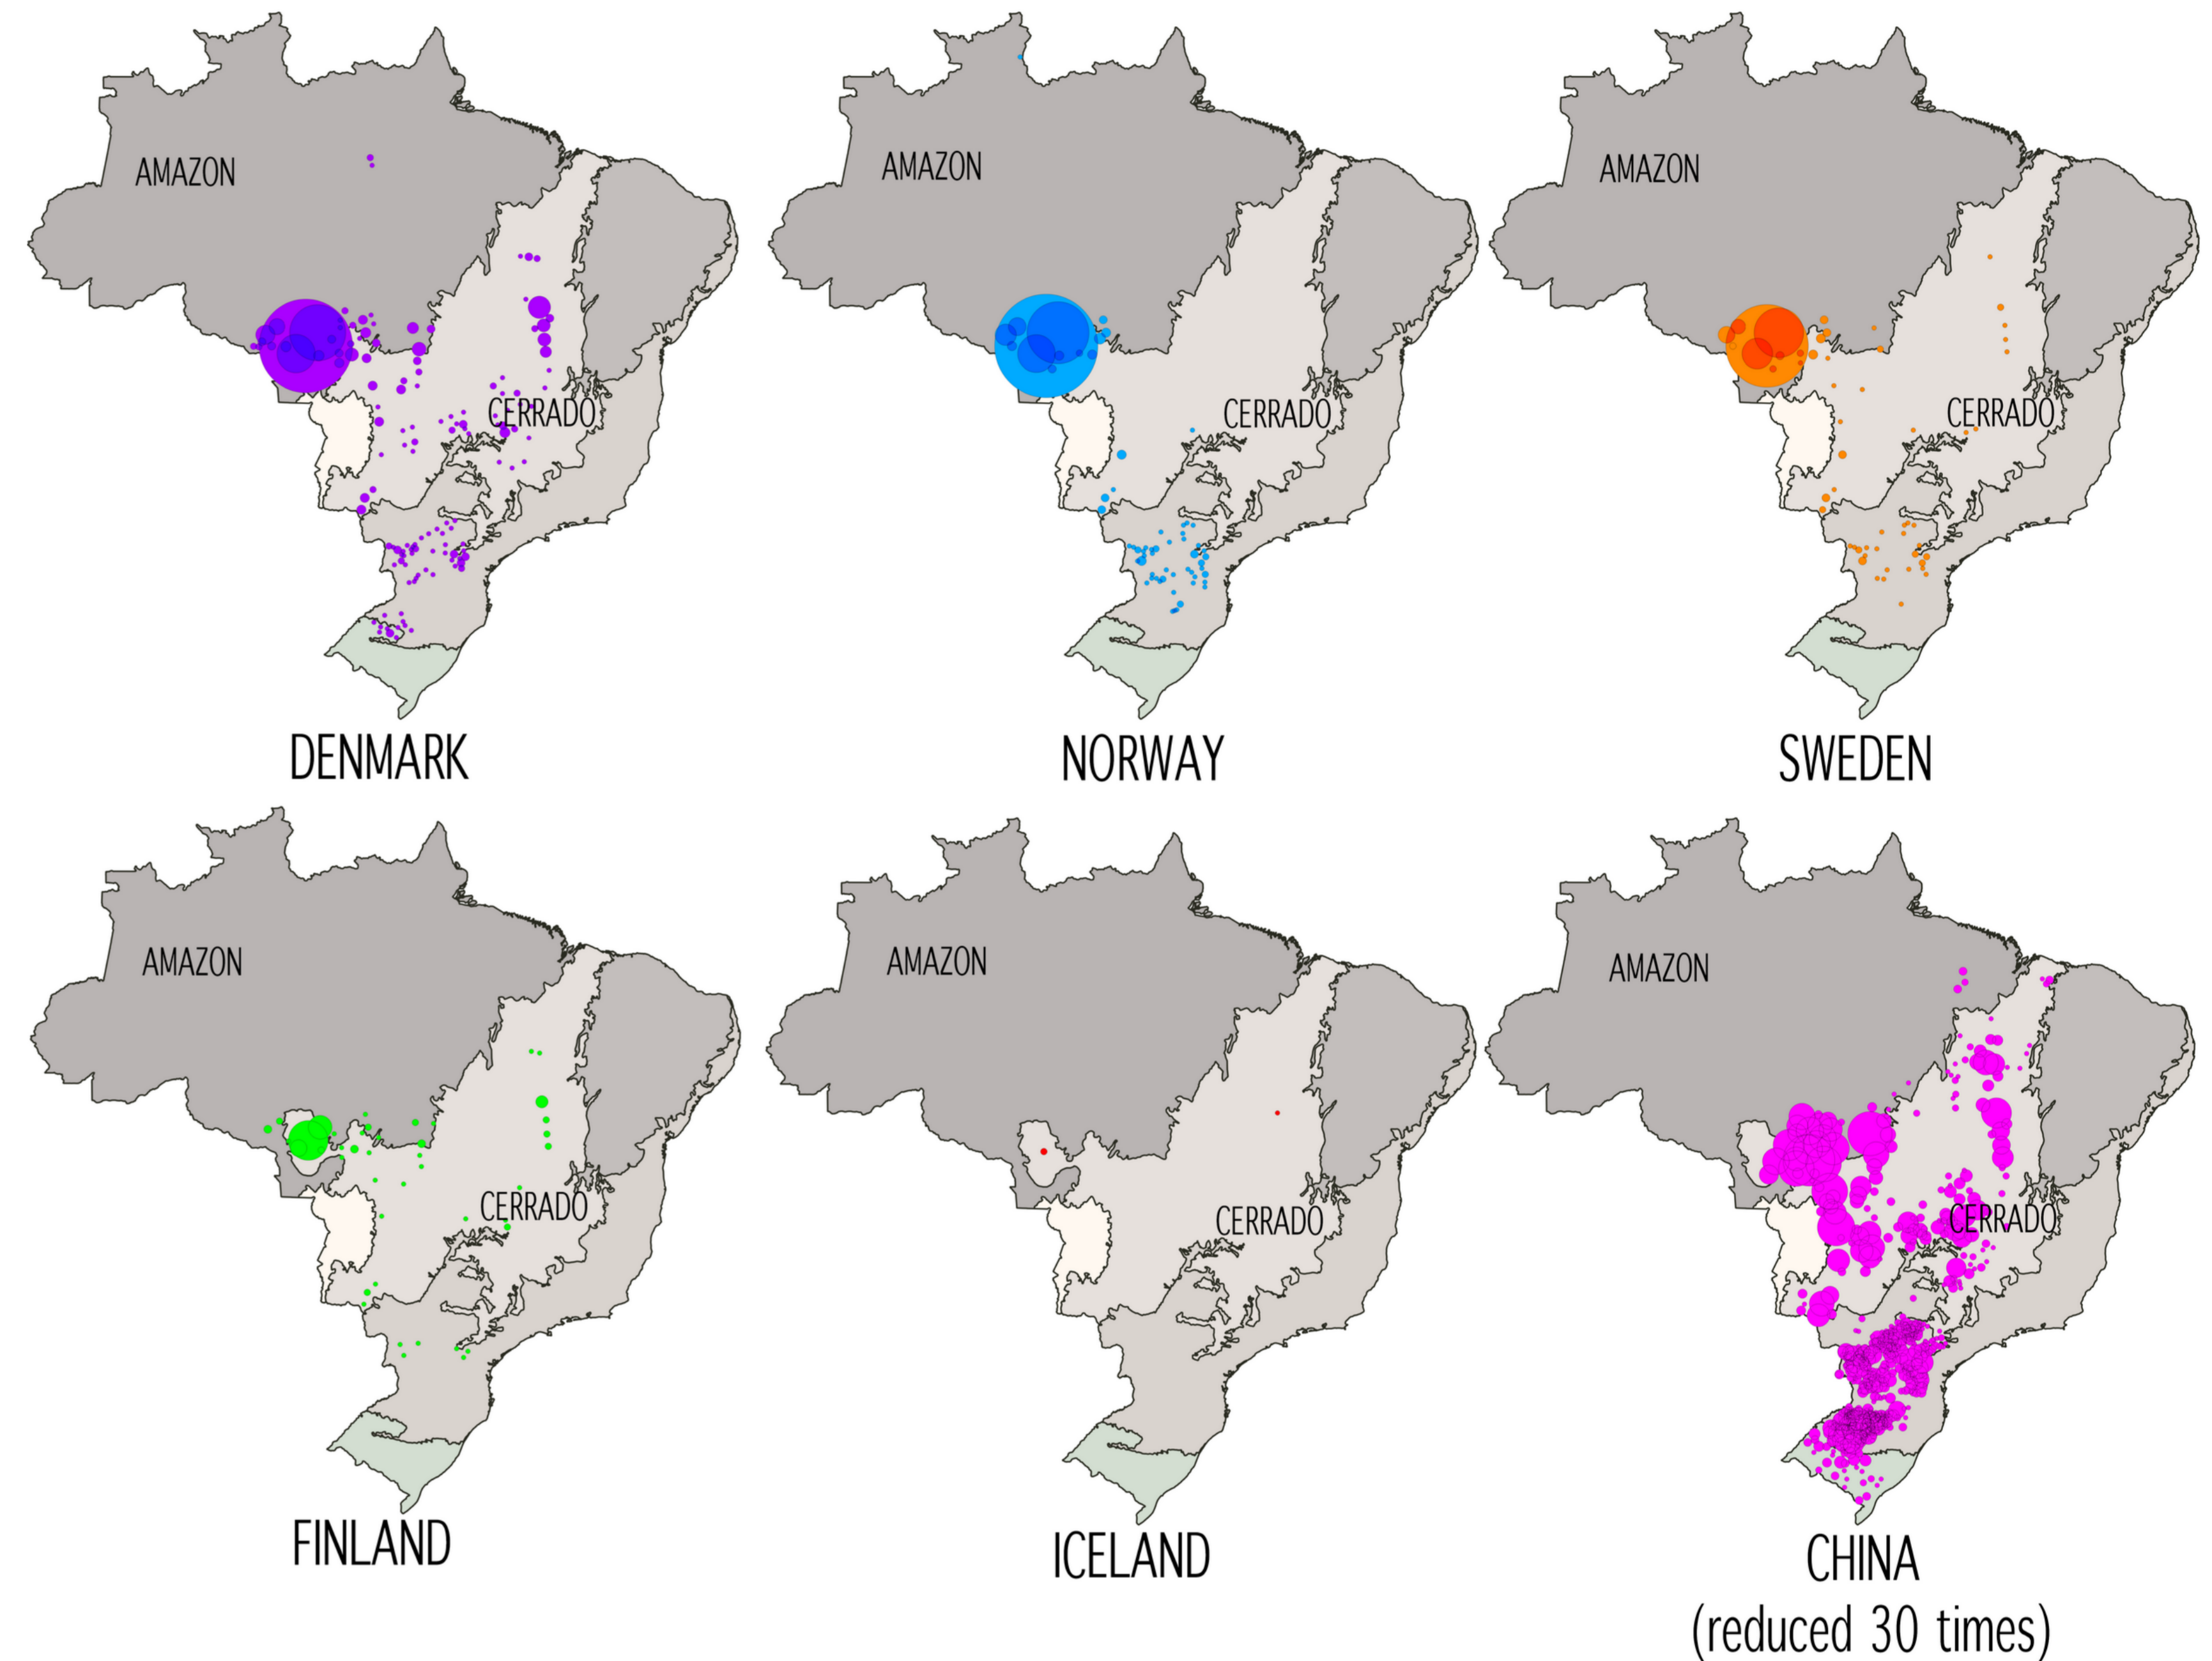 AMAZON
CERRADO
DENMARK
AMAZON
CERRADO
NORWAY
AMAZON
CERRADO
SWEDEN
AMAZON
CERRADO
FINLAND
AMAZON
CERRADO
ICELAND
AMAZON
CERRADO
CHINA
(reduced 30 times)